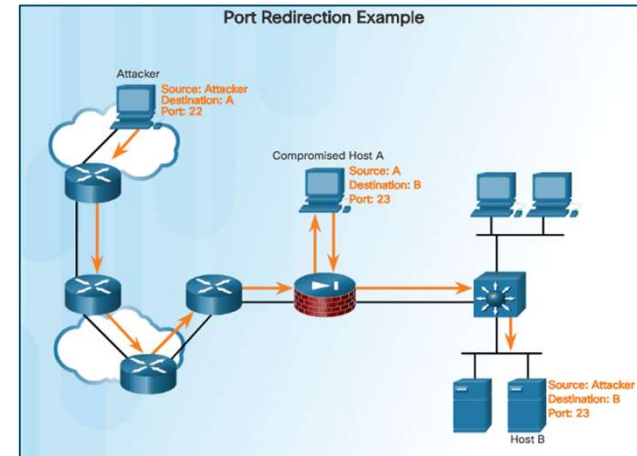 Port Redirection Example
Attacker
Source: Attacker
Destination: A
Port: 22
Compromised Host A
Source: A
Destination: B
Port: 23
Source: Attacker
Destination: B
Port: 23
Host B